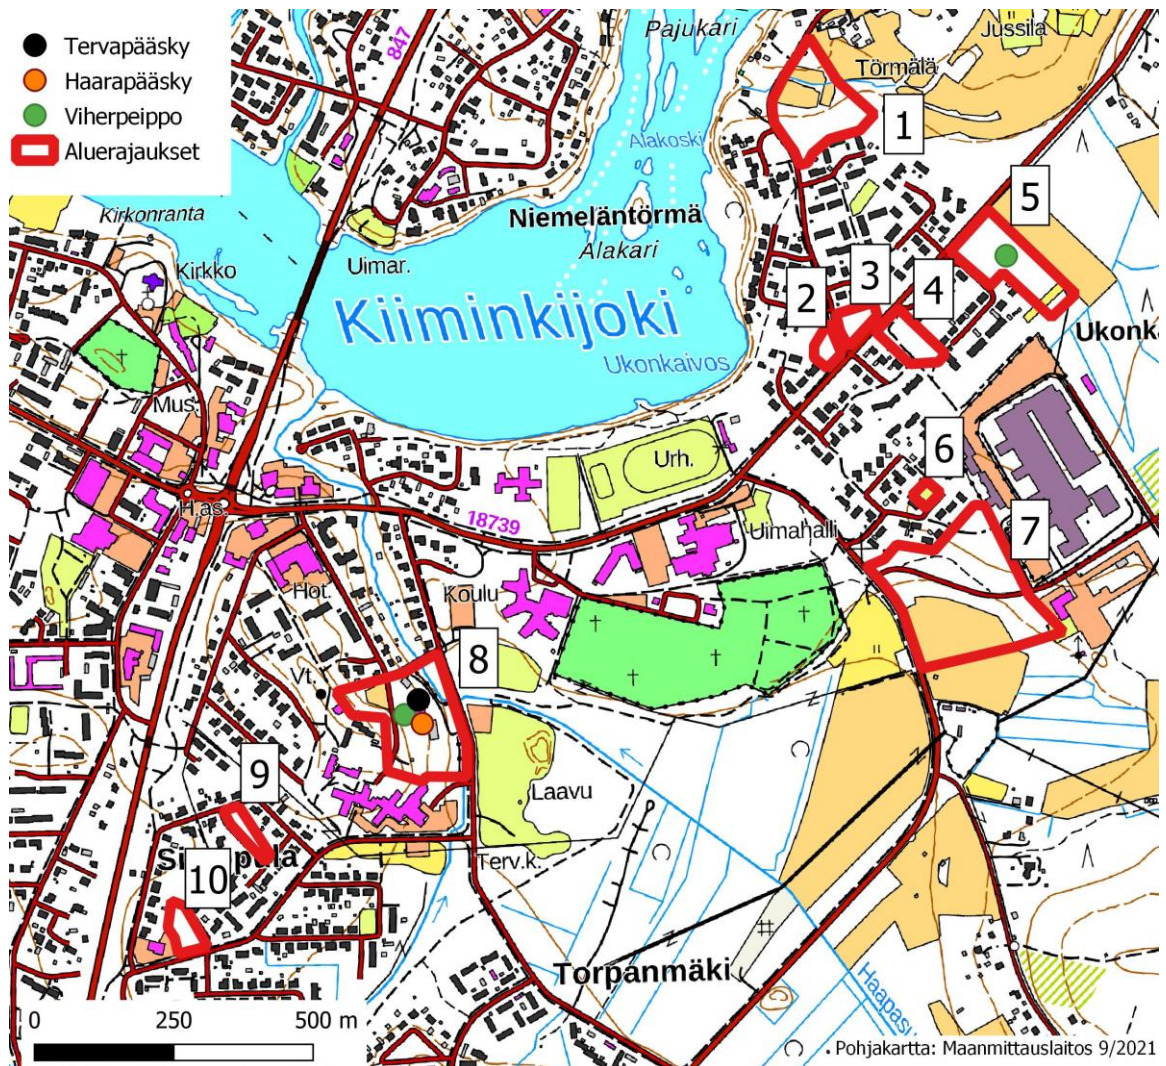 Tervapääsky
Haarapääsky
Viherpeippo
Aluerajaukset
847
Pajukari
Jussila
Törmälä
1
Alakoski
5
Kirkonranta
Niemeläntörmä
Alakari
Kirkko
Uimar.
3
4
2
Kiiminkijoki
Ukonkaivos
Mus.
Urh.
6
H.as.
18739
Uimahalli
7
Hot.
Koulu
8
Vt.
9
Laavu
10
Terv.k.
Torpanmäki
0 250 500 m
Pohjakartta: Maanmittauslaitos 9/2021